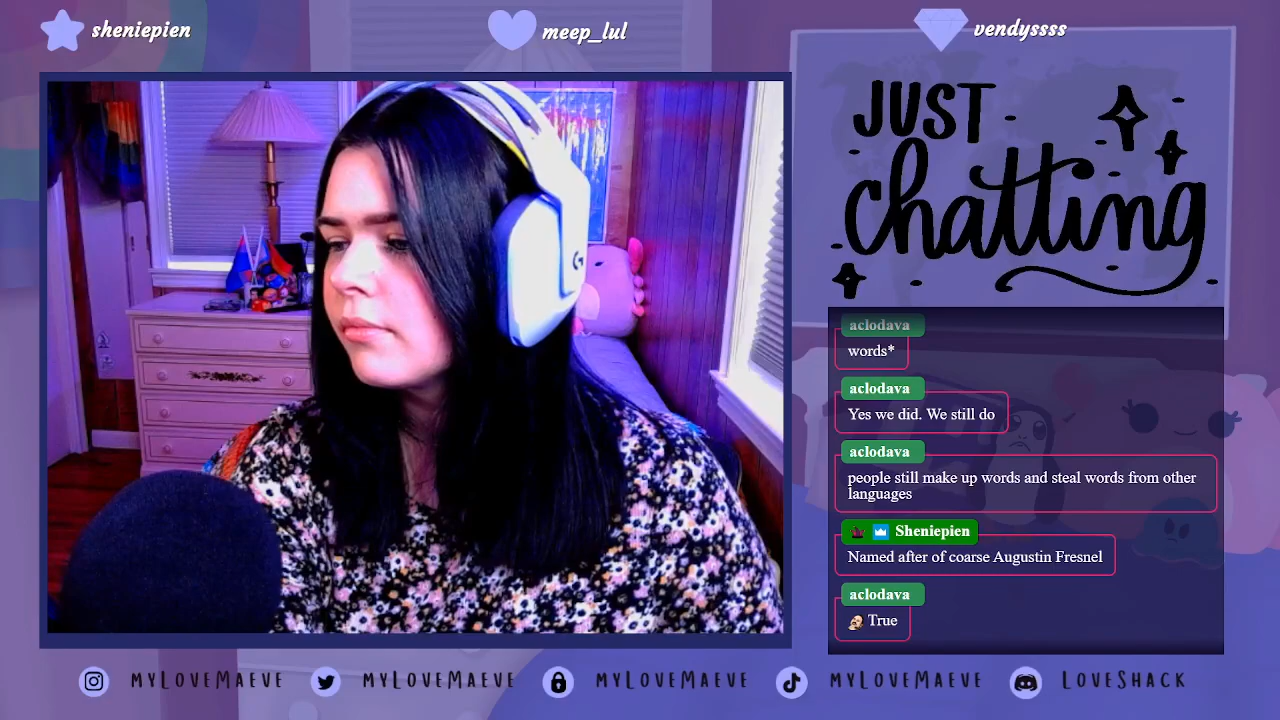 sheniepien
meep_lul
vendyssss
JUST
chatting
aclodava
words*
aclodava
Yes we did. We still do
aclodava
people still make up words and steal words from other
languages
Sheniepien
Named after of coarse Augustin Fresnel
aclodava
True
MYLOVEMAEVE
MYLOVEMAEVE
MYLOVEMAEVE
MYLOVEMAEVE
LOVESHACK